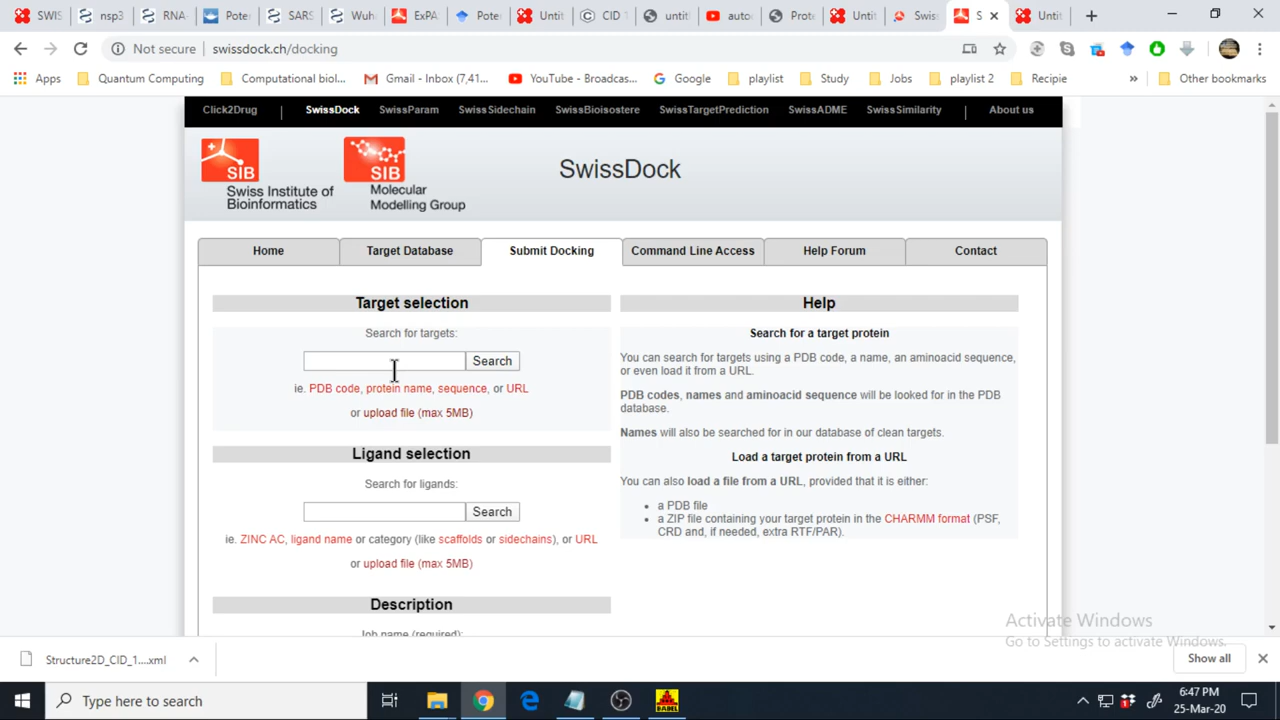 SWIS
nsp3
RNA-
Pote
SARS
Wuh
ExPA
Pote
Untit
CID 1
untit
auto
Prote
Untit
Swiss
S
Untit
Not secure
swissdock.ch/docking
Apps
Quantum Computing
Computational biol...
Gmail - Inbox (7,41...
YouTube - Broadcas...
Google
playlist
Study
Jobs
playlist 2
Recipie
»
Other bookmarks
Click2Drug | SwissDock SwissParam SwissSidechain SwissBioisostere SwissTargetPrediction SwissADME SwissSimilarity | About us
SIB
Swiss Institute of
Bioinformatics
SIB
Molecular
Modelling Group
SwissDock
Home
Target Database
Submit Docking
Command Line Access
Help Forum
Contact
Target selection
Search for targets:
Search
ie. PDB code, protein name, sequence, or URL
or upload file (max 5MB)
Ligand selection
Search for ligands:
Search
ie. ZINC AC, ligand name or category (like scaffolds or sidechains), or URL
or upload file (max 5MB)
Description
Job name (required):
Help
Search for a target protein
You can search for targets using a PDB code, a name, an aminoacid sequence,
or even load it from a URL.
PDB codes, names and aminoacid sequence will be looked for in the PDB
database.
Names will also be searched for in our database of clean targets.
Load a target protein from a URL
You can also load a file from a URL, provided that it is either:
• a PDB file
• a ZIP file containing your target protein in the CHARMM format (PSF,
CRD and, if needed, extra RTF/PAR).
Activate Windows
Go to Settings to activate Windows.
Structure2D_CID_1....xml
Show all
Type here to search
BABEL
6:47 PM
25-Mar-20